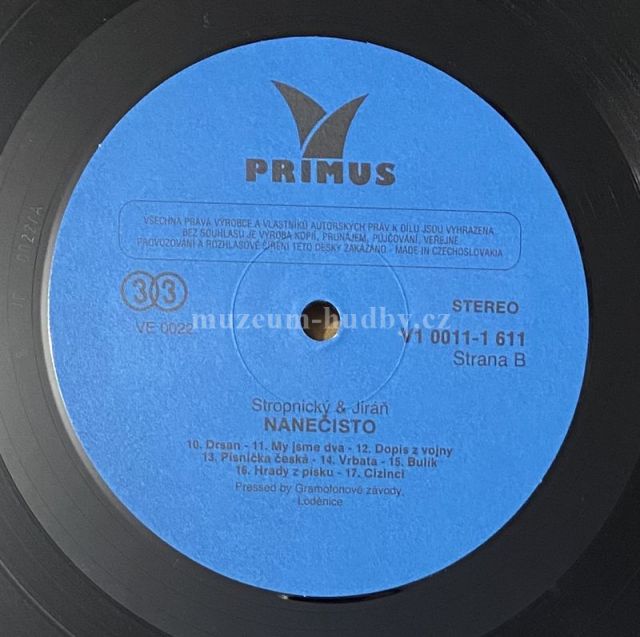 PRIMUS
VŠECHNA PRÁVA VÝROBCE A VLASTNÍKŮ AUTORSKÝCH PRÁV K DÍLU JSOU VYHRAZENA
BEZ SOUHLASU JE VÝROBA KOPIÍ, PRONÁJEM, PŮJČOVÁNÍ, VEŘEJNÉ
PROVOZOVÁNÍ A ROZHLASOVÉ ŠÍŘENÍ TÉTO DESKY ZAKÁZÁNO - MADE IN CZECHOSLOVAKIA
33
STEREO
VE 0022
muzeum-hudby.cz
V1 0011-1 611
Strana B
Stropnický & Jíráň
NANEČISTO
10. Drsan - 11. My jsme dva - 12. Dopis z vojny
13. Písnička česká - 14. Vrbata - 15. Bulík
16. Hrady z písku - 17. Cizinci
Pressed by Gramofonové závody,
Loděnice